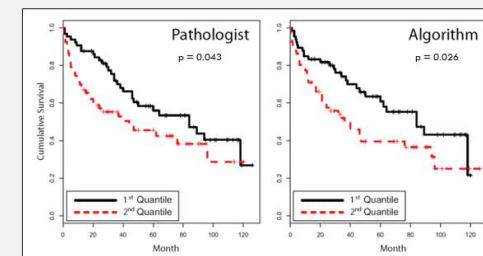 Pathologist
p = 0.043
Cumulative Survival
1.0
0.8
0.6
0.4
0.2
0.0
1st Quantile
2nd Quantile
0 20 40 60 80 100 120
Month
Algorithm
p = 0.026
1.0
0.8
0.6
0.4
0.2
0.0
1st Quantile
2nd Quantile
0 20 40 60 80 100 120
Month